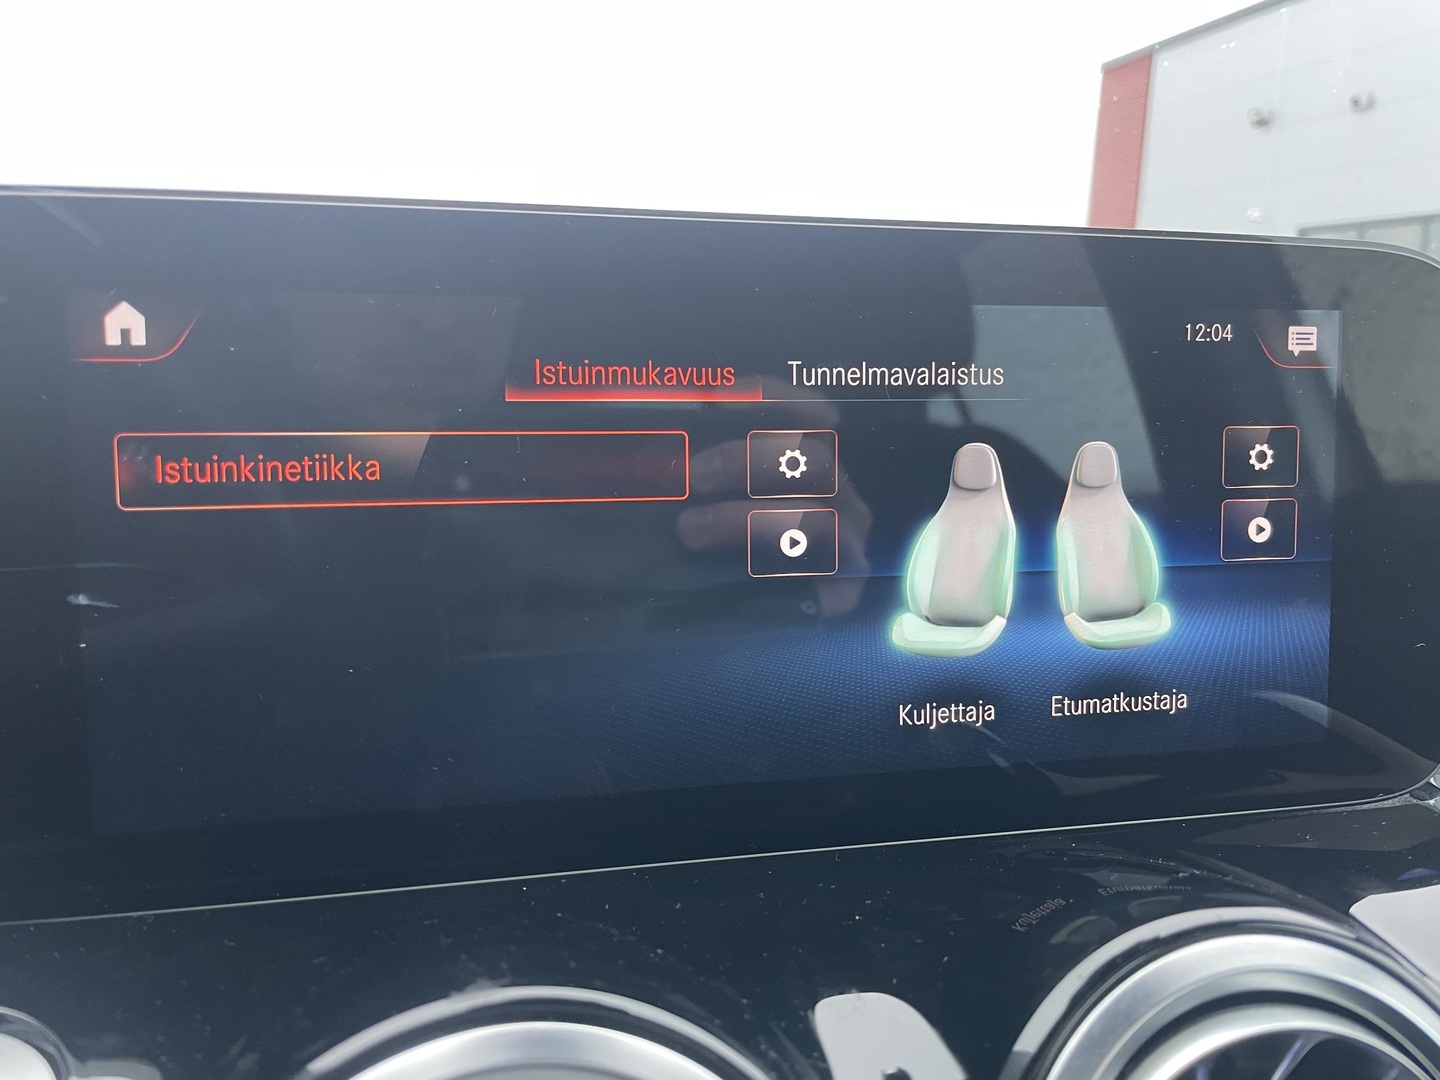 12:04
Istuinmukavuus Tunnelmavalaistus
Istuinkinetiikka
Kuljettaja Etumatkustaja